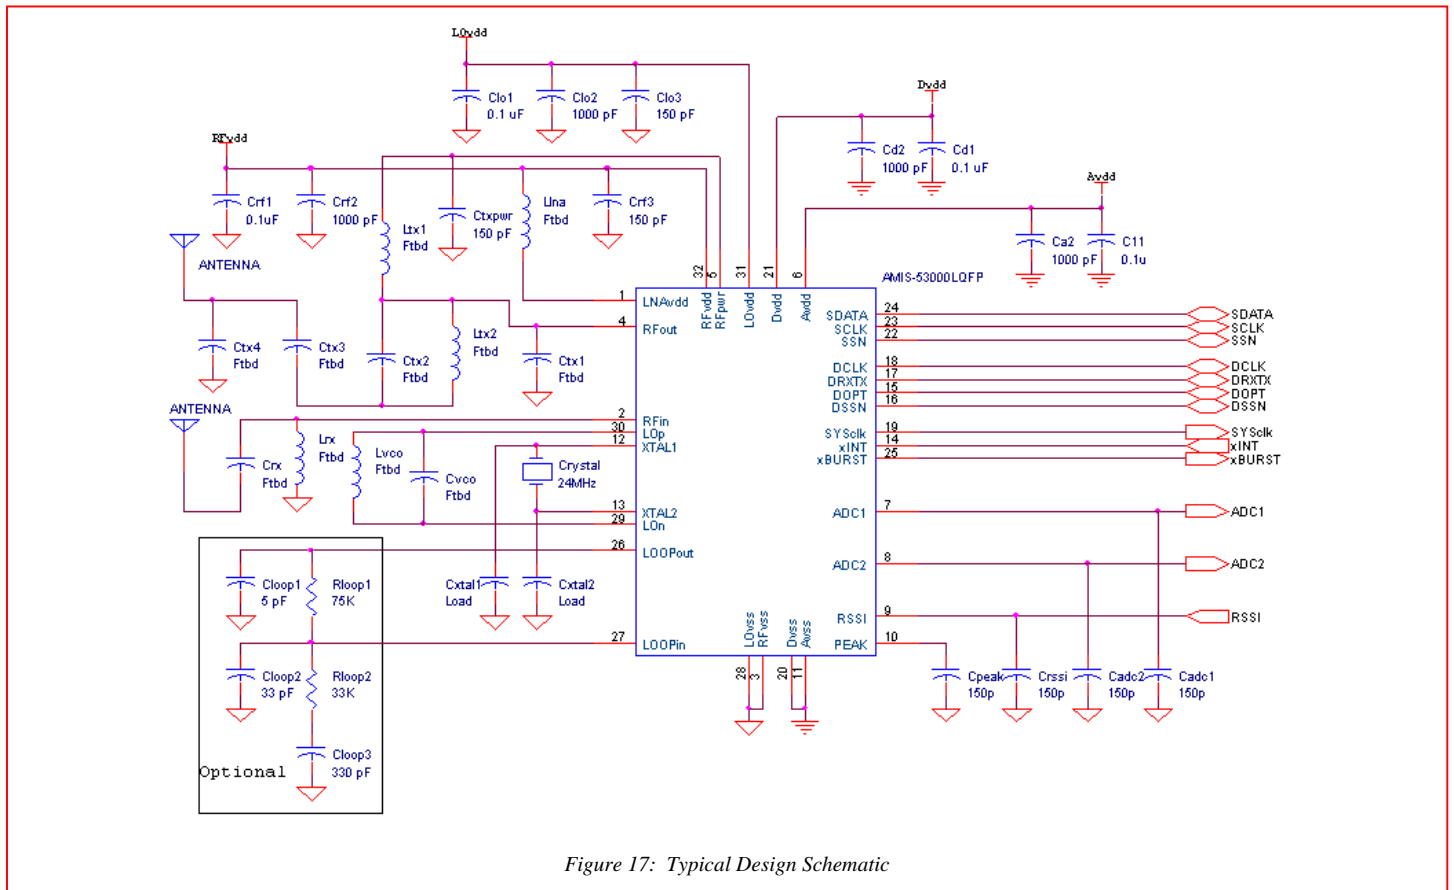 LOvdd
Clo1
0.1 uF
Clo2
1000 pF
Clo3
150 pF
Dvdd
Cd2
1000 pF
Cd1
0.1 uF
RFvdd
Crf1
0.1uF
Crf2
1000 pF
Ctxpwr
150 pF
Llna
Ftbd
Crf3
150 pF
Avdd
Ca2
1000 pF
C11
0.1u
Ltx1
Ftbd
ANTENNA
AMIS-53000LQFP
32
5
31
21
6
RFvdd
RFpwr
LOvdd
Dvdd
Avdd
1
LNAvdd
4
RFout
Ctx4
Ftbd
Ctx3
Ftbd
Ctx2
Ftbd
Ltx2
Ftbd
Ctx1
Ftbd
SDATA
24
SDATA
SCLK
23
SCLK
SSN
22
SSN
DCLK
18
DCLK
DRXTX
17
DRXTX
DOPT
15
DOPT
DSSN
16
DSSN
ANTENNA
2
RFin
30
LOp
12
XTAL1
SYSclk
19
SYSclk
xINT
14
xINT
xBURST
25
xBURST
Crx
Ftbd
Lrx
Ftbd
Lvco
Ftbd
Cvco
Ftbd
Crystal
24MHz
13
XTAL2
29
LOn
ADC1
7
ADC1
26
LOOPout
ADC2
8
ADC2
Cloop1
5 pF
Rloop1
75K
Cxtal1
Load
Cxtal2
Load
RSSI
9
RSSI
27
LOOPin
LOvss
RFvss
Dvss
Avss
PEAK
10
28
3
20
11
Cloop2
33 pF
Rloop2
33K
Cpeak
150p
Crssi
150p
Cadc2
150p
Cadc1
150p
Cloop3
330 pF
Optional
Figure 17: Typical Design Schematic